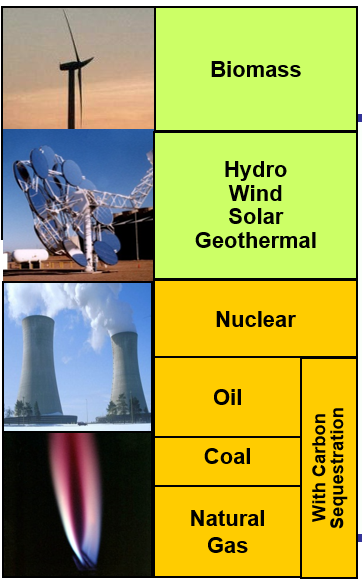 Biomass
Hydro
Wind
Solar
Geothermal
Nuclear
Oil
Coal
Natural
Gas
With Carbon
Sequestration